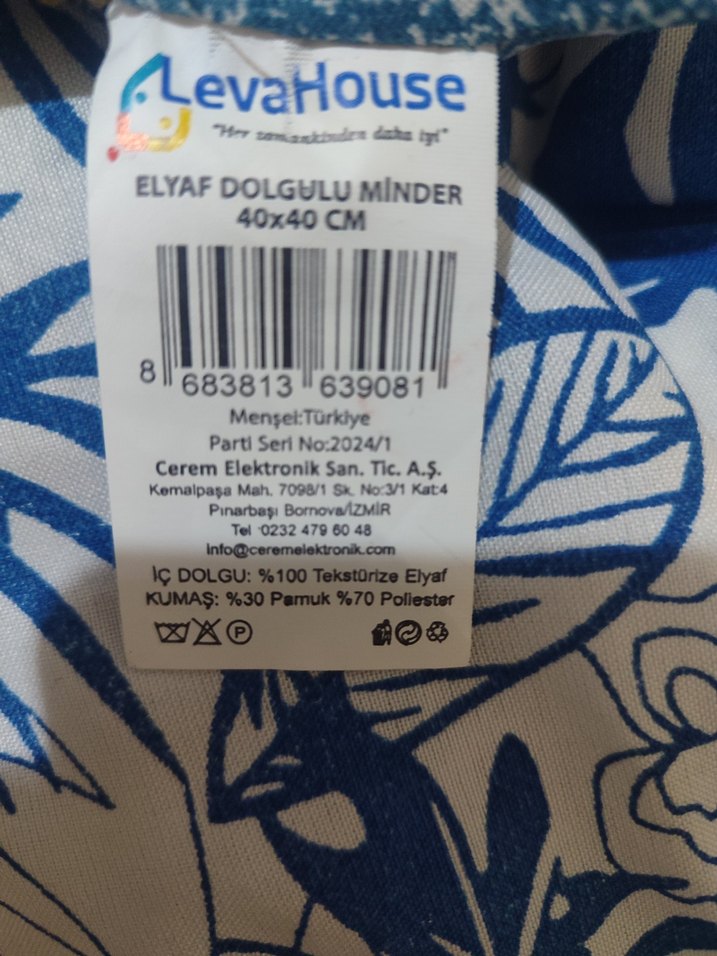 LevaHouse
"Her zamankinden daha iyi"
ELYAF DOLGULU MİNDER
40x40 CM
8 683813 639081
Menşei:Türkiye
Parti Seri No:2024/1
Cerem Elektronik San. Tic. A.Ş.
Kemalpaşa Mah. 7098/1 Sk. No:3/1 Kat:4
Pınarbaşı Bornova/İZMİR
Tel :0232 479 60 48
info@ceremelektronik.com
İÇ DOLGU: %100 Tekstürize Elyaf
KUMAŞ: %30 Pamuk %70 Poliester
P